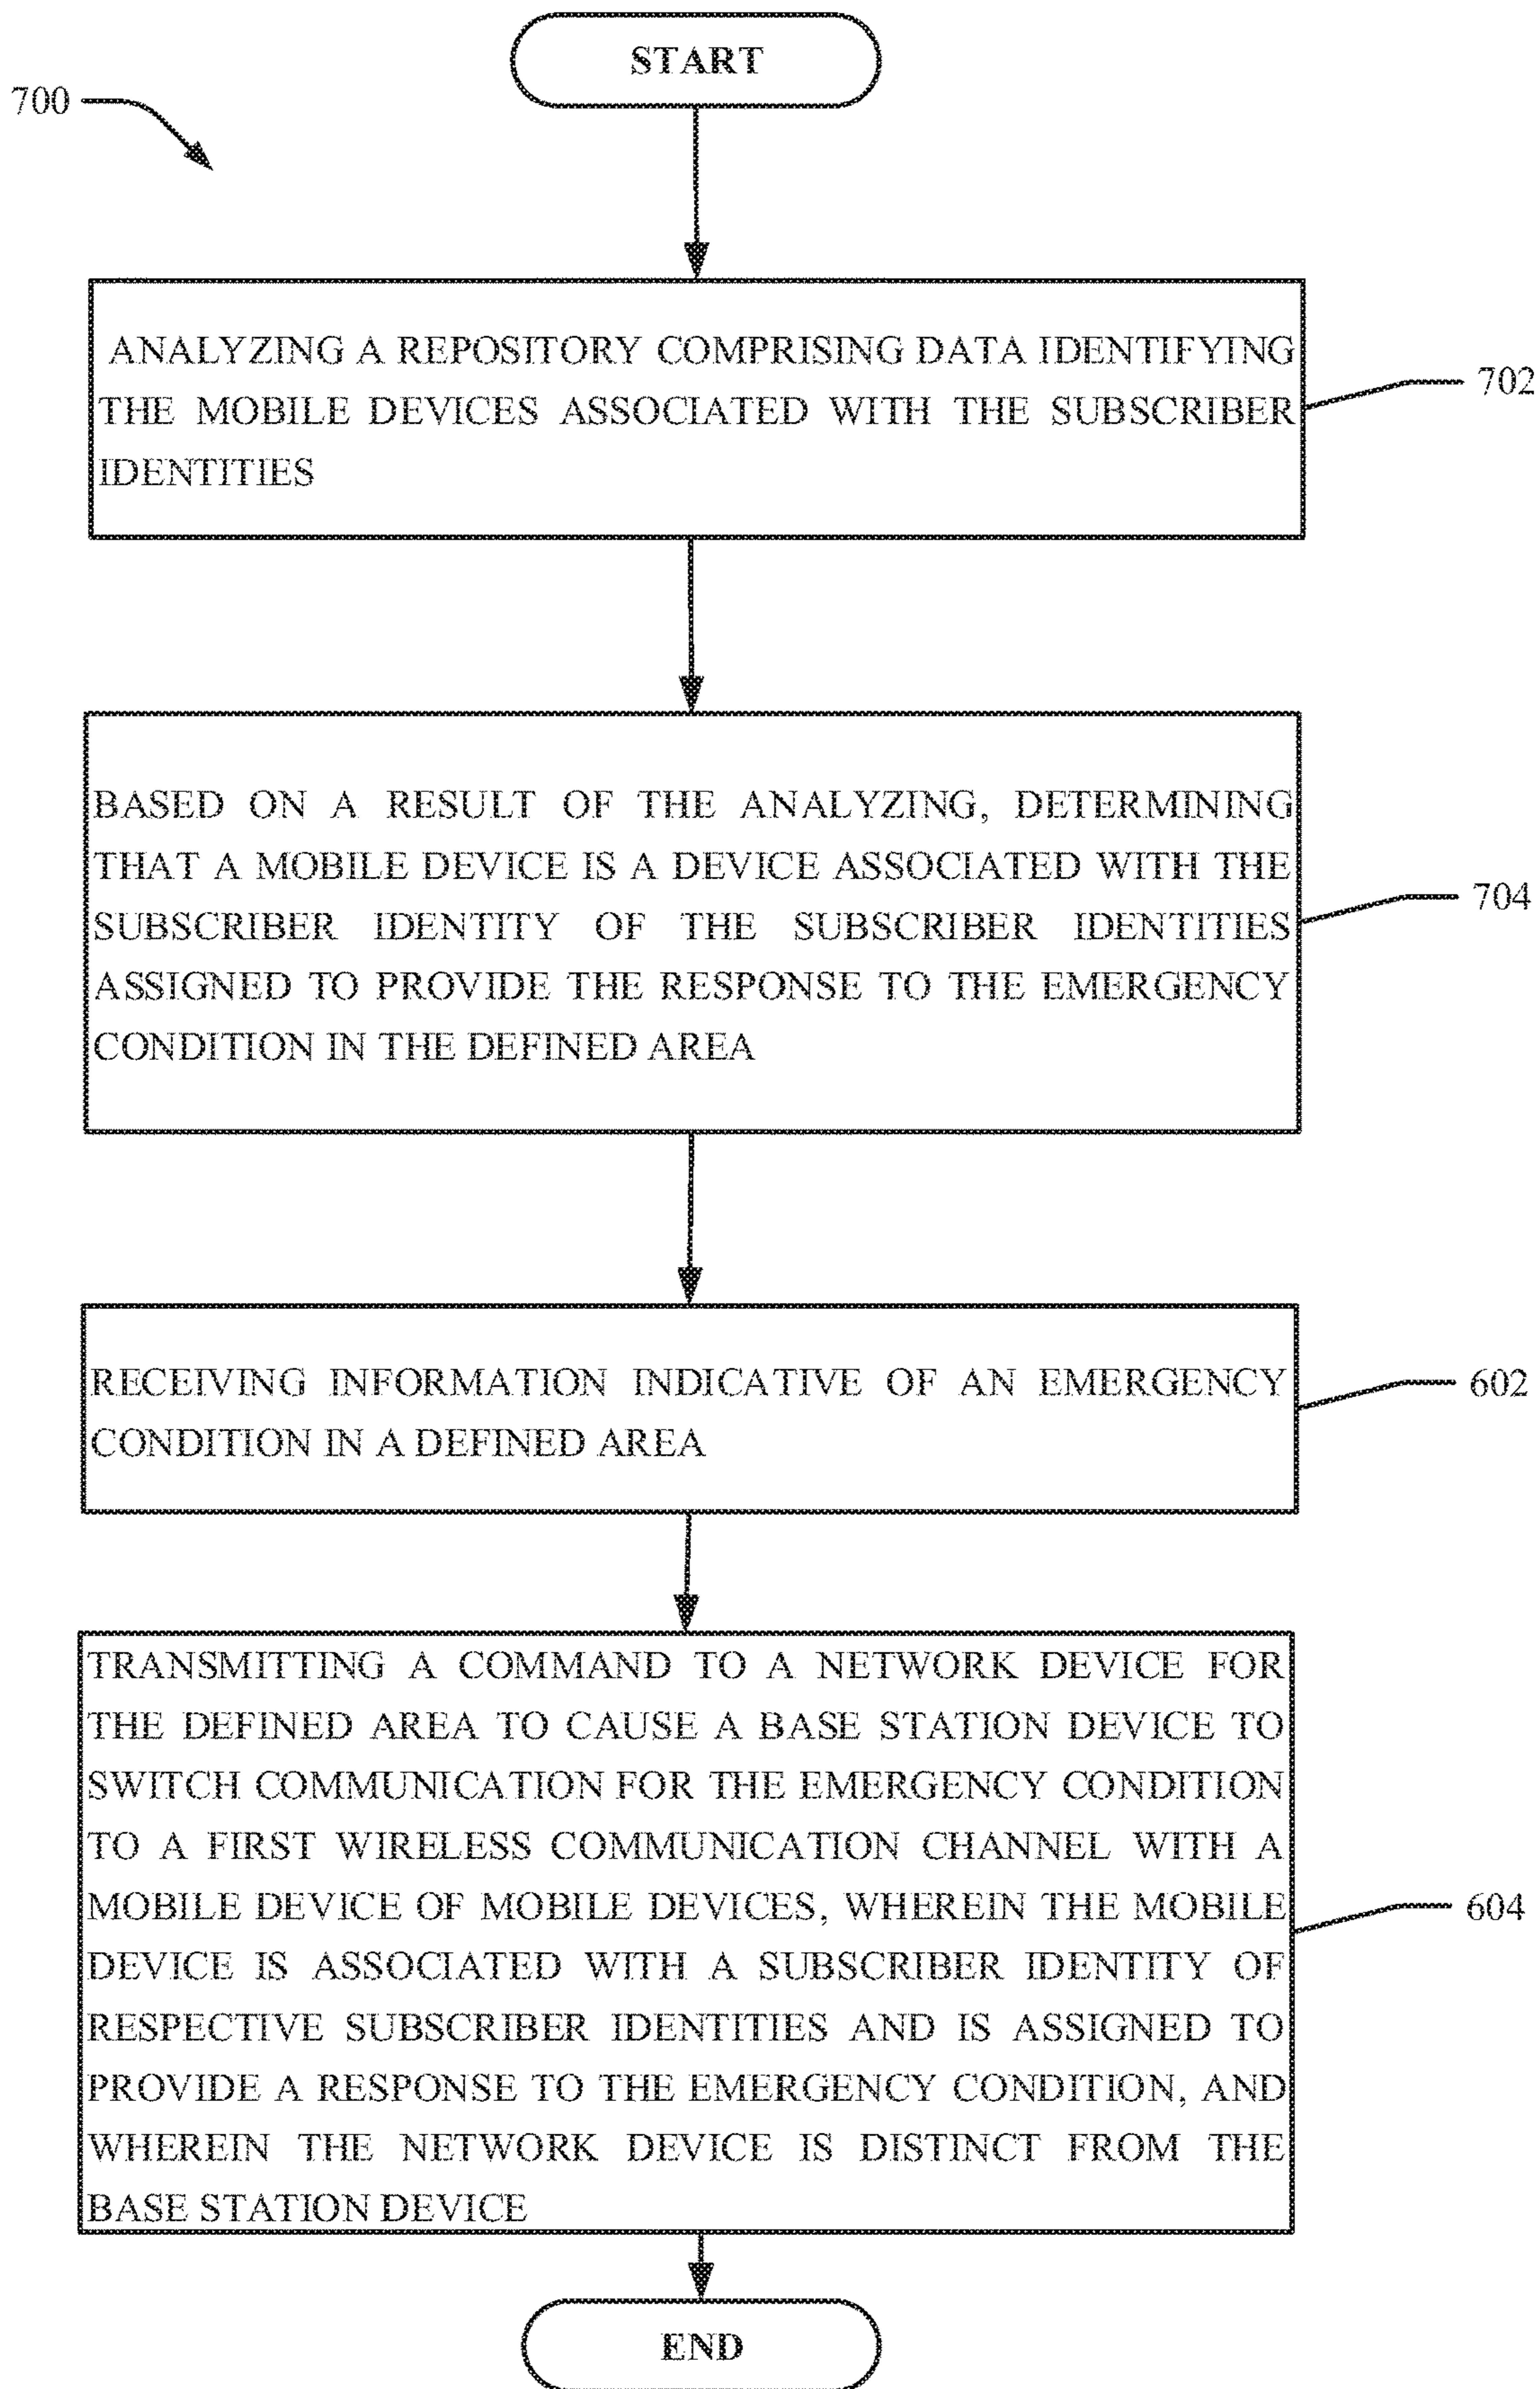 START
700
ANALYZING A REPOSITORY COMPRISING DATA IDENTIFYING
THE MOBILE DEVICES ASSOCIATED WITH THE SUBSCRIBER
IDENTITIES
702
BASED ON A RESULT OF THE ANALYZING, DETERMINING
THAT A MOBILE DEVICE IS A DEVICE ASSOCIATED WITH THE
SUBSCRIBER IDENTITY OF THE SUBSCRIBER IDENTITIES
ASSIGNED TO PROVIDE THE RESPONSE TO THE EMERGENCY
CONDITION IN THE DEFINED AREA
704
RECEIVING INFORMATION INDICATIVE OF AN EMERGENCY
CONDITION IN A DEFINED AREA
602
TRANSMITTING A COMMAND TO A NETWORK DEVICE FOR
THE DEFINED AREA TO CAUSE A BASE STATION DEVICE TO
SWITCH COMMUNICATION FOR THE EMERGENCY CONDITION
TO A FIRST WIRELESS COMMUNICATION CHANNEL WITH A
MOBILE DEVICE OF MOBILE DEVICES, WHEREIN THE MOBILE
DEVICE IS ASSOCIATED WITH A SUBSCRIBER IDENTITY OF
RESPECTIVE SUBSCRIBER IDENTITIES AND IS ASSIGNED TO
PROVIDE A RESPONSE TO THE EMERGENCY CONDITION, AND
WHEREIN THE NETWORK DEVICE IS DISTINCT FROM THE
BASE STATION DEVICE
604
END